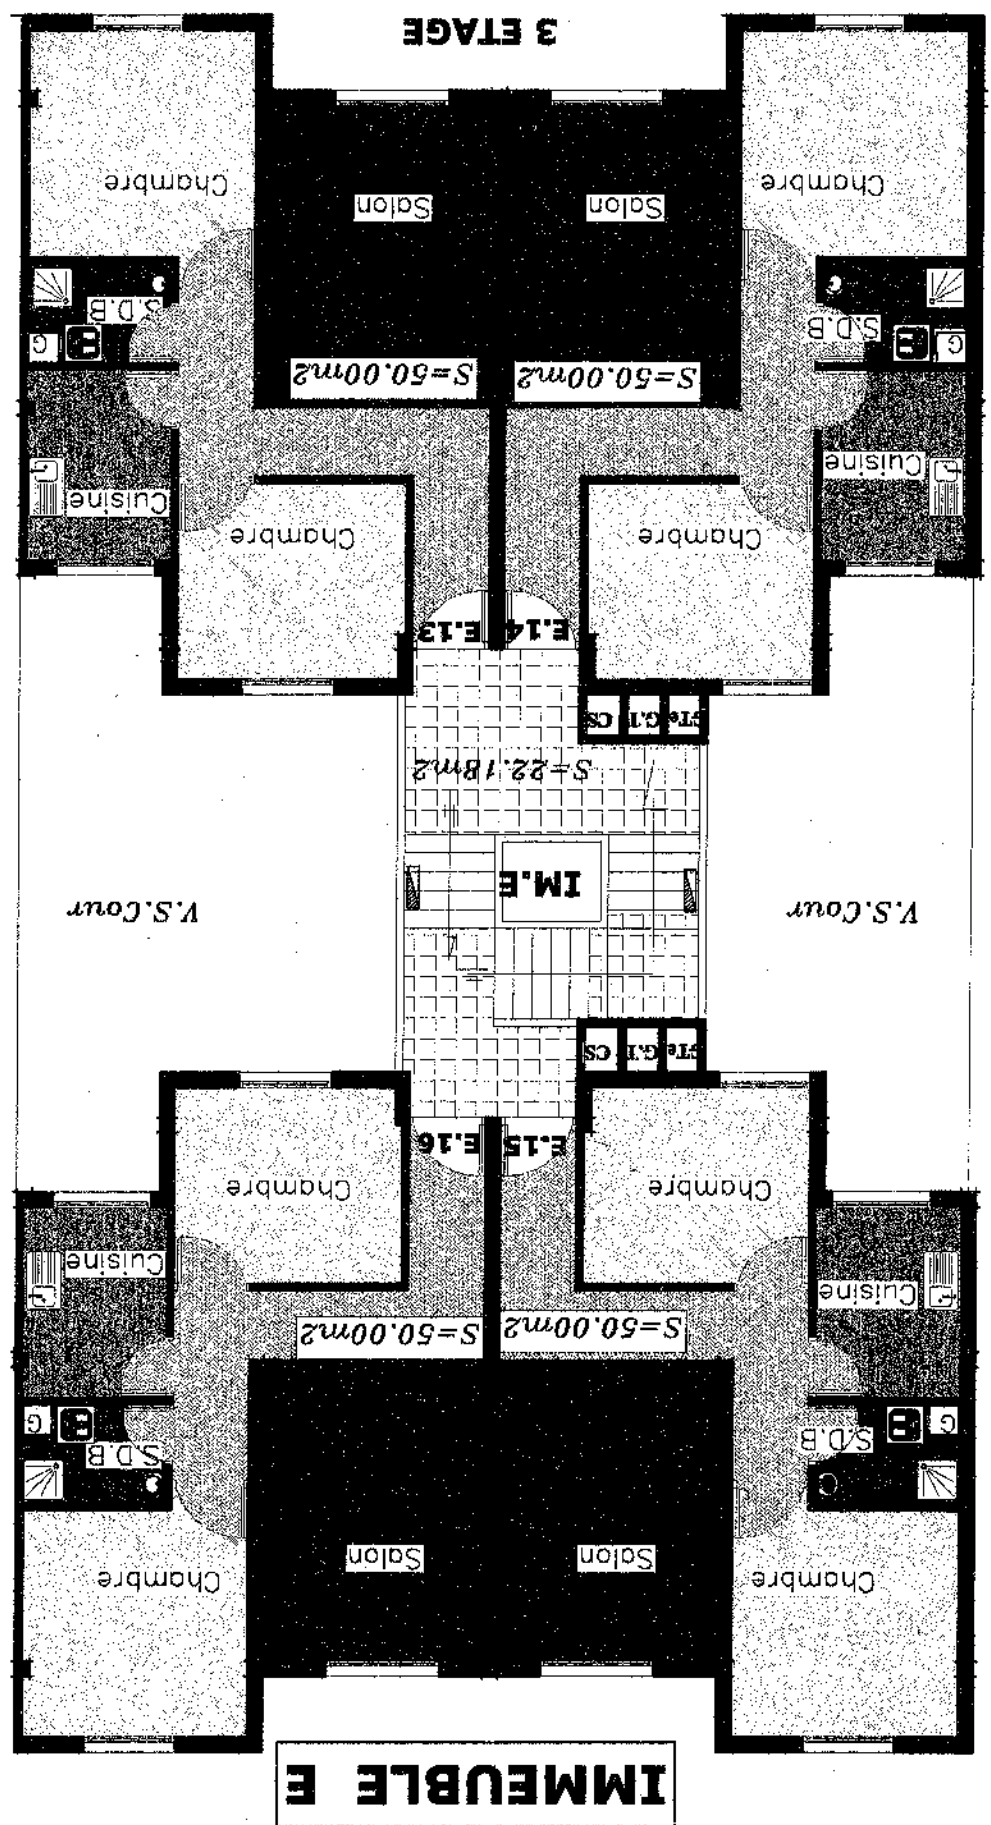 IMMEUBLE E
Chambre
Chambre
Salon
Salon
S.D.B
S.D.B
G
G
S=50.00m2
S=50.00m2
Cuisine
Cuisine
Chambre
Chambre
E.15
E.16
CS
V.S.Cour
IM.E
V.S.Cour
S=22.18m2
CS
E.14
E.13
Chambre
Chambre
Cuisine
Cuisine
S=50.00m2
S=50.00m2
G
G
S.D.B
S.D.B
Salon
Salon
Chambre
Chambre
3 ETAGE